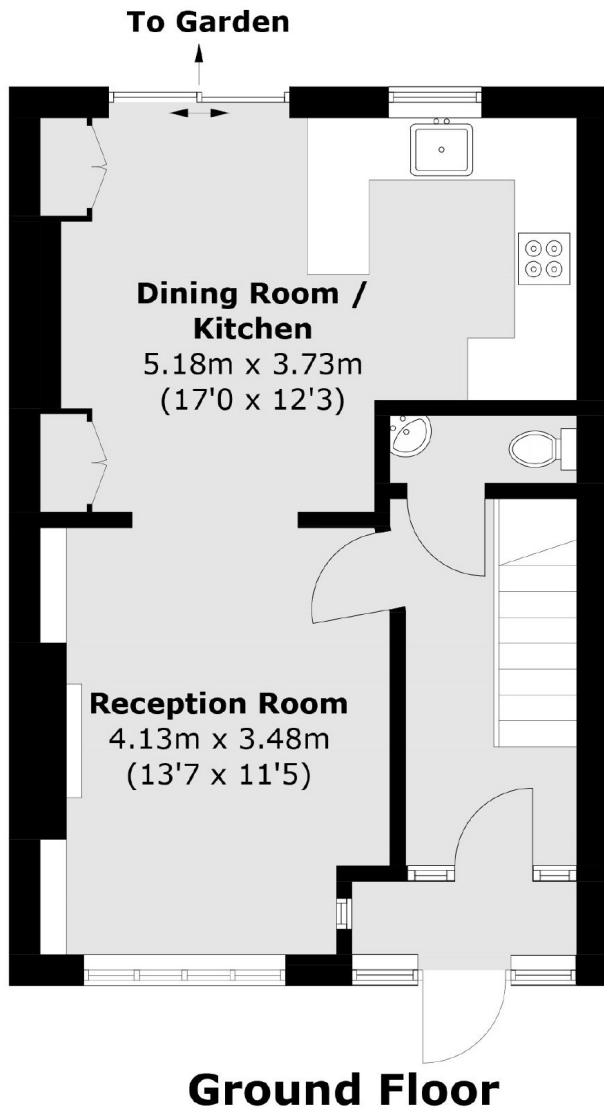 To Garden
Dining Room /
Kitchen
5.18m x 3.73m
(17'0 x 12'3)
Reception Room
4.13m x 3.48m
(13'7 x 11'5)
Ground Floor